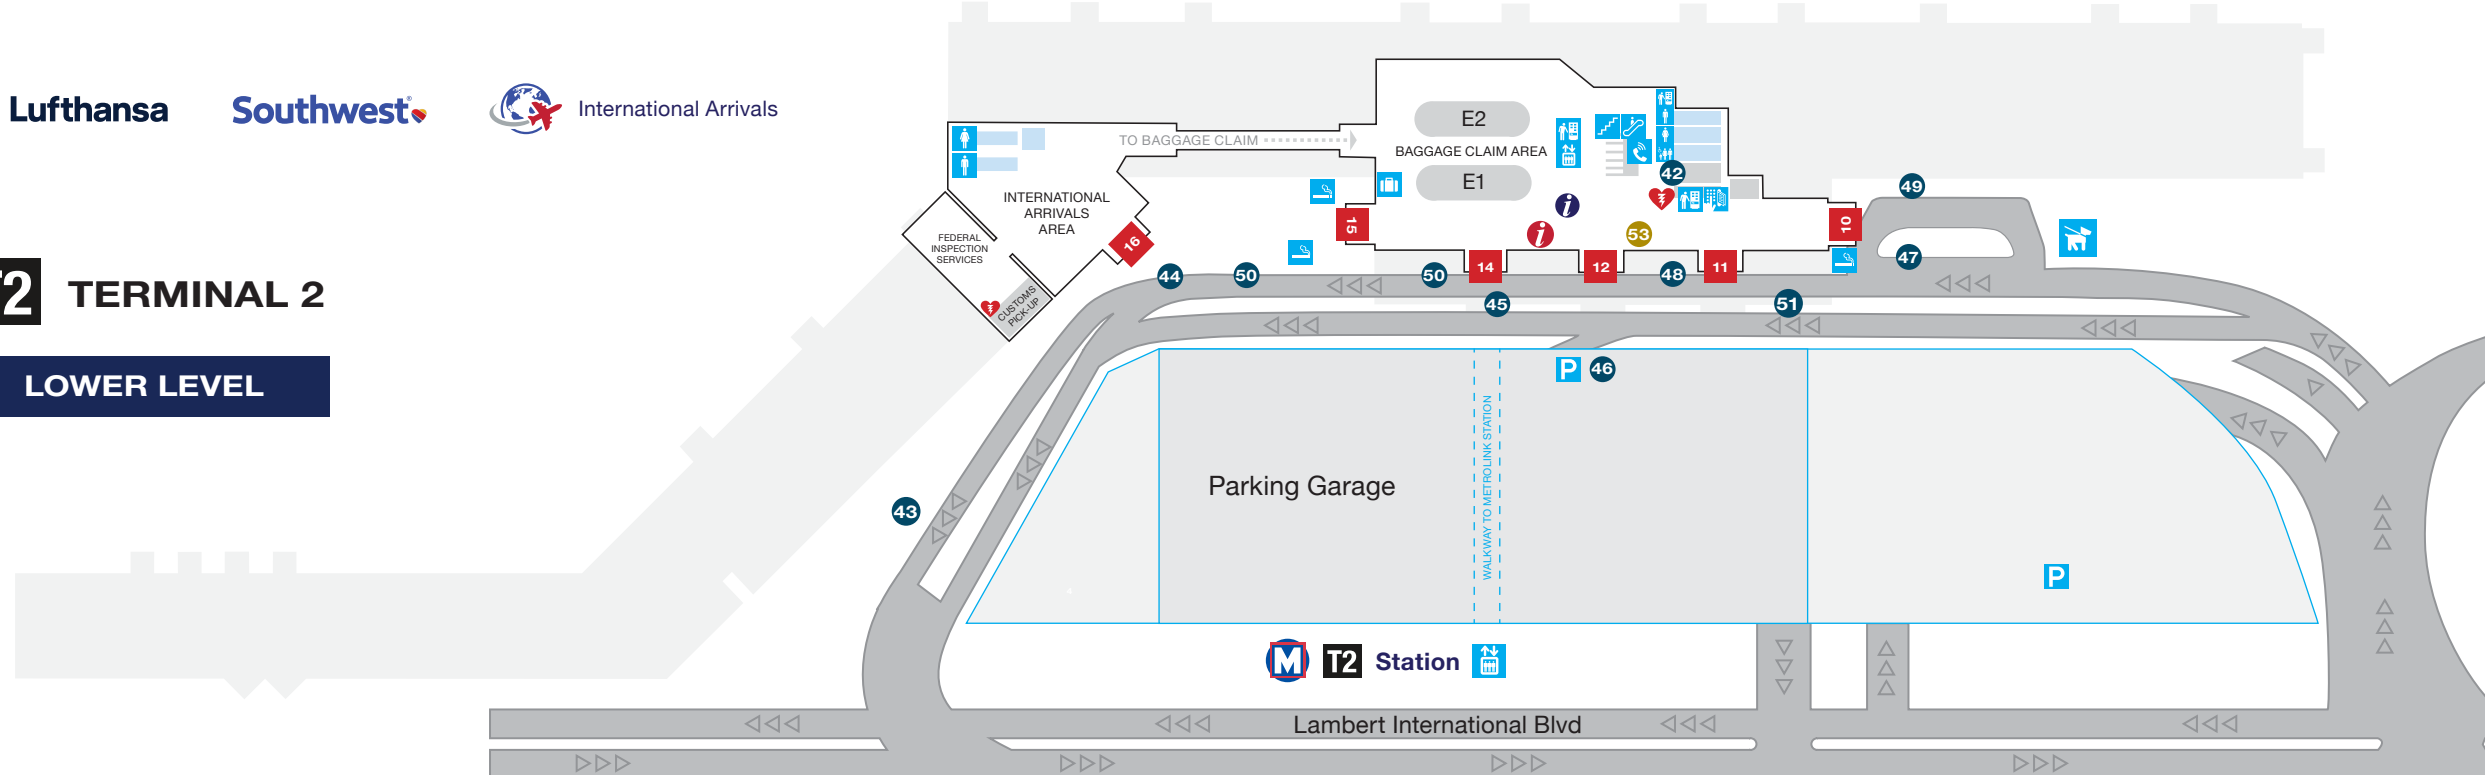 Lufthansa
Southwest
International Arrivals
T2 TERMINAL 2
LOWER LEVEL
TO BAGGAGE CLAIM
E2
BAGGAGE CLAIM AREA
E1
INTERNATIONAL
ARRIVALS
AREA
FEDERAL
INSPECTION
SERVICES
CUSTOMS
PICK-UP
16
15
14
12
11
10
i
i
42
53
49
47
44
50
50
48
45
51
43
P 46
Parking Garage
WALKWAY TO METROLINK STATION
P
M T2 Station
Lambert International Blvd